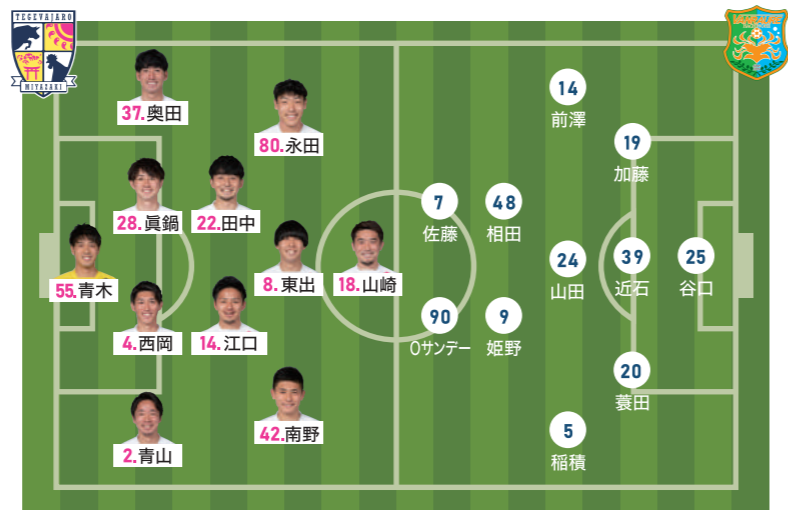 TEGEVAJARO
MIYAZAKI
37.奥田
80.永田
28.眞鍋
22.田中
55.青木
8.東出
18.山崎
4.西岡
14.江口
2.青山
42.南野
14
前澤
19
加藤
7
佐藤
48
相田
24
山田
39
近石
25
谷口
90
Oサンデー
9
姫野
20
蓑田
5
稲積